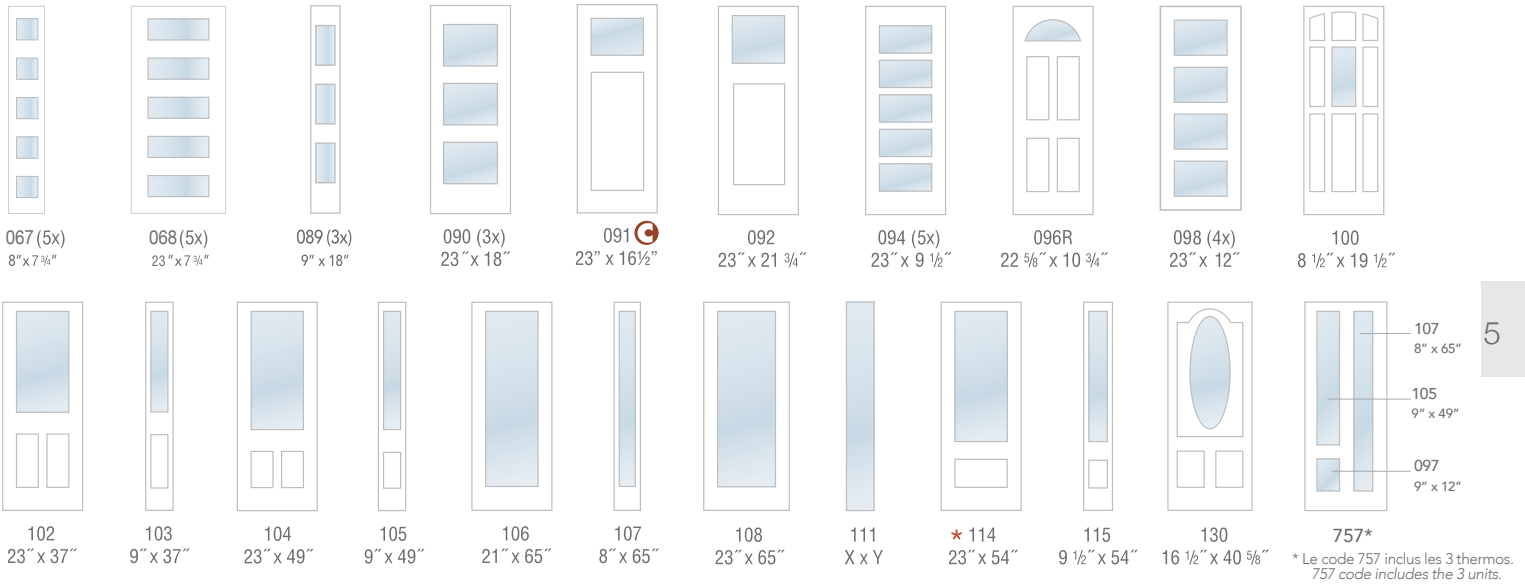 067 (5x) 068 (5x) 089 (3x) 090 (3x) 091 092 094 (5x) 096R 098 (4x) 100
8″ x 7 ¾″ 23 ″ x 7 ¾″ 9″ x 18″ 23 ˝ x 18˝ 23” x 16½” 23˝ x 21 ¾˝ 23˝ x 9 ½˝ 22 ⅝˝ x 10 ¾˝ 23˝ x 12˝ 8 ½˝ x 19 ½˝
107
8” x 65”
5
105
9” x 49”
097
9” x 12”
102 103 104 105 106 107 108 111 * 114 115 130 757*
23˝ x 37˝ 9˝ x 37˝ 23˝ x 49˝ 9˝ x 49˝ 21˝ x 65˝ 8˝ x 65˝ 23˝ x 65˝ X x Y 23˝ x 54˝ 9 ½˝ x 54˝ 16 ½˝ x 40 ⅝˝
* Le code 757 inclus les 3 thermos.
757 code includes the 3 units.